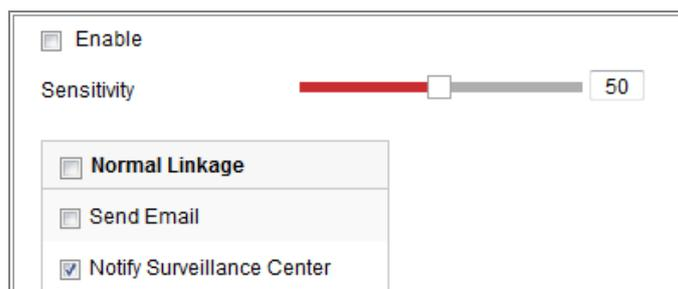 Enable
Sensitivity 50
Normal Linkage
Send Email
Notify Surveillance Center